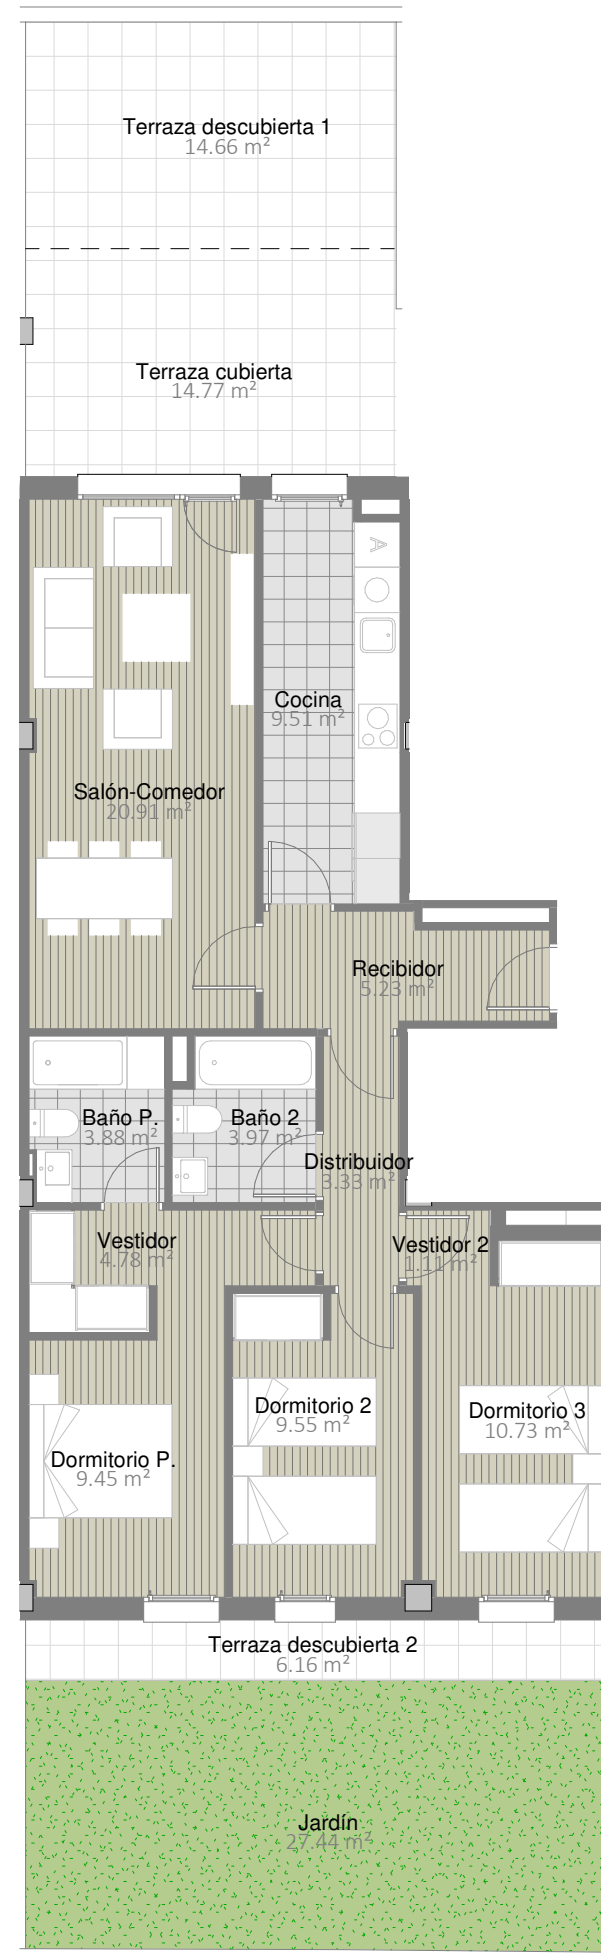 Terraza descubierta 1
14.66 m²
Terraza cubierta
14.77 m²
A
Cocina
9.51 m²
Salón-Comedor
20.91 m²
Recibidor
5.23 m²
Baño P.
3.88 m²
Baño 2
3.97 m²
Distribuidor
3.33 m²
Vestidor
4.78 m²
Vestidor 2
1.11 m²
Dormitorio 2
9.55 m²
Dormitorio 3
10.73 m²
Dormitorio P.
9.45 m²
Terraza descubierta 2
6.16 m²
Jardín
27.44 m²